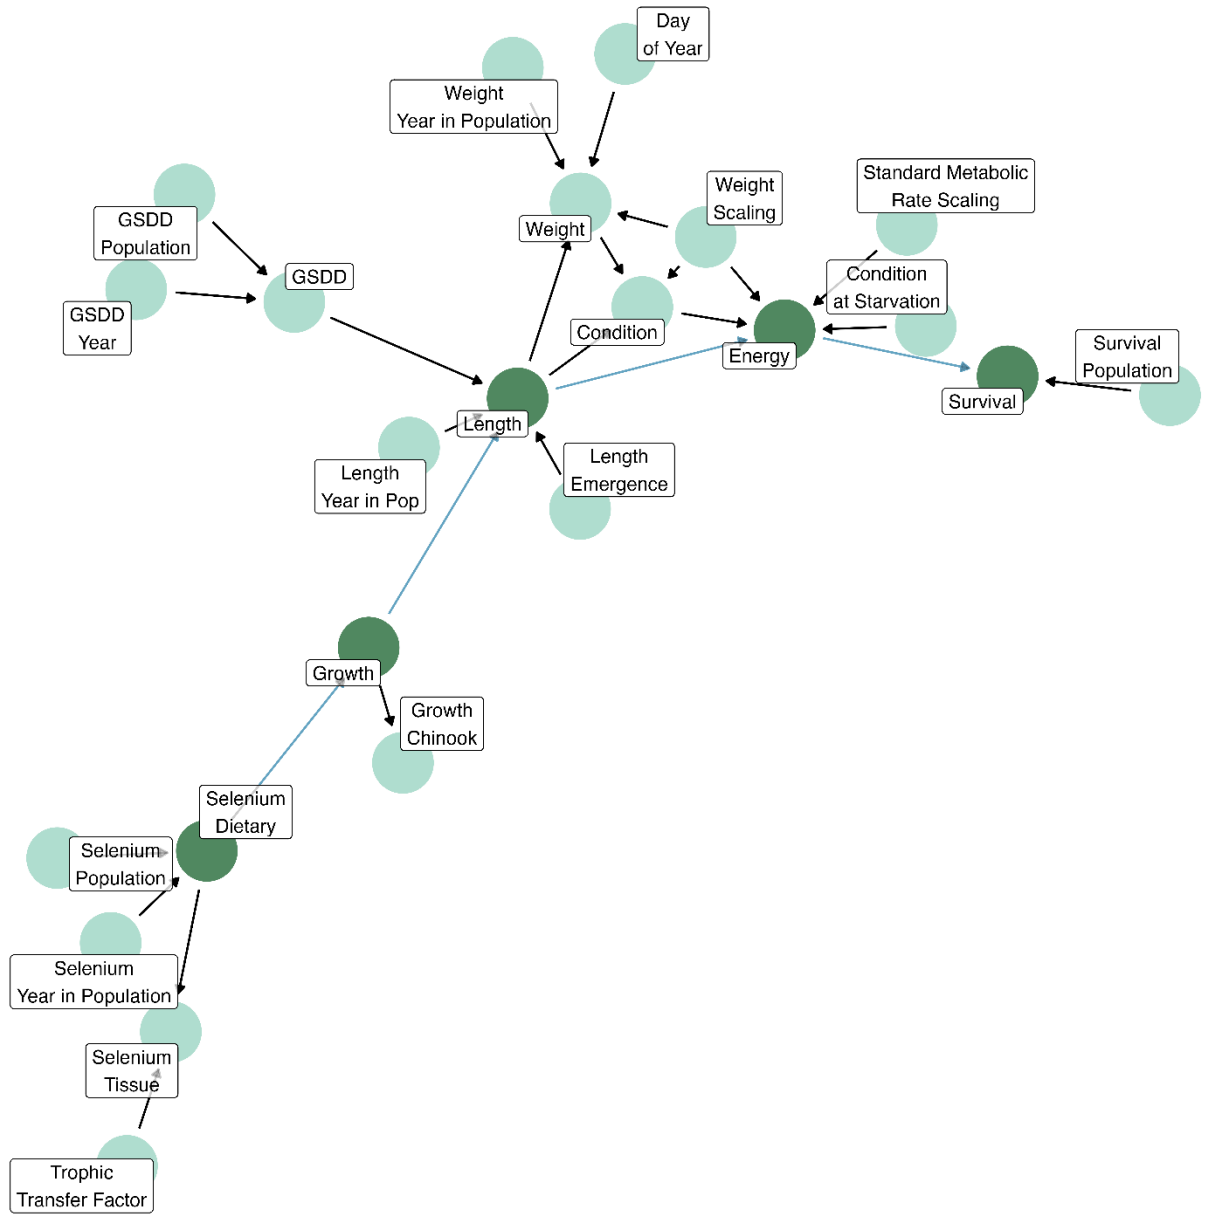 Day
of Year
Weight
Year in Population
Standard Metabolic
Rate Scaling
Weight
Scaling
GSDD
Population
Weight
GSDD
Condition
at Starvation
GSDD
Year
Condition
Energy
Survival
Population
Survival
Length
Length
Emergence
Length
Year in Pop
Growth
Growth
Chinook
Selenium
Dietary
Selenium
Population
Selenium
Year in Population
Selenium
Tissue
Trophic
Transfer Factor